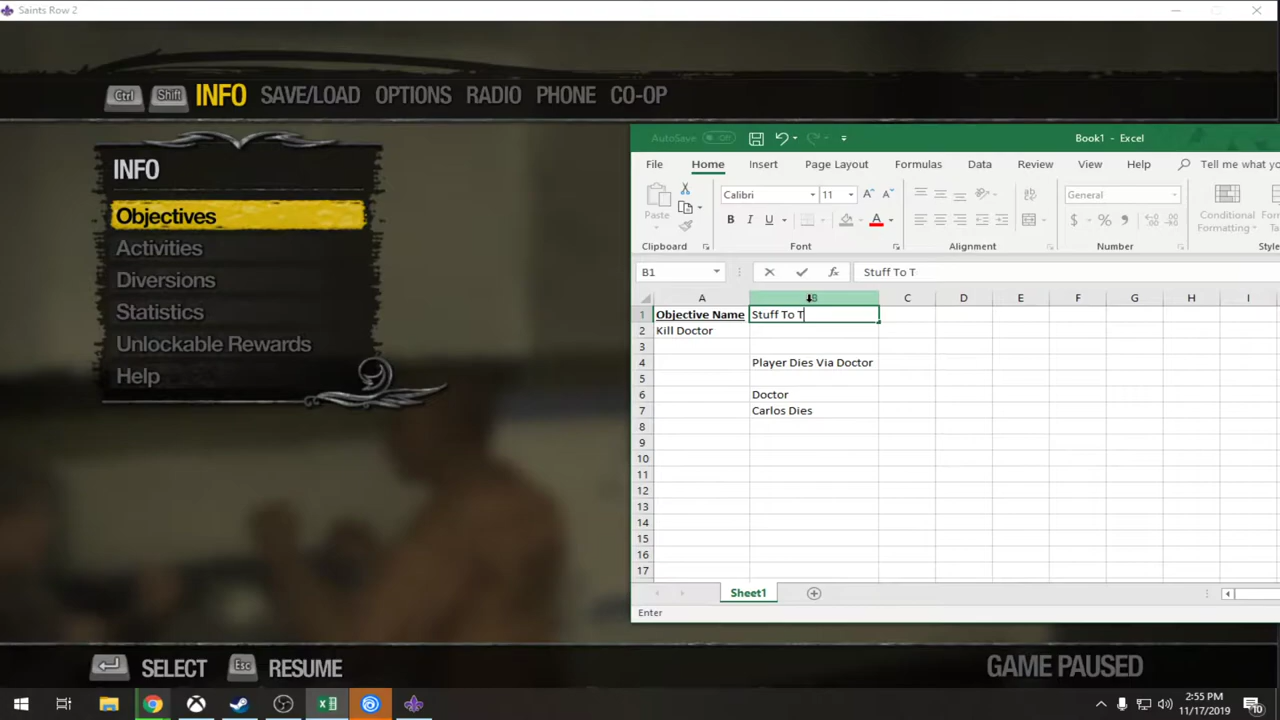 Saints Row 2
Ctrl Shift INFO SAVE/LOAD OPTIONS RADIO PHONE CO-OP
INFO
Objectives
Activities
Diversions
Statistics
Unlockable Rewards
Help
AutoSave Off Book1 - Excel
File Home Insert Page Layout Formulas Data Review View Help Tell me what yo
Paste Calibri 11 General
B I U $ % Conditional
Formatting
Clipboard Font Alignment Number
B1 fx Stuff To T
A B C D E F G H I
1 Objective Name Stuff To T
2 Kill Doctor
3
4 Player Dies Via Doctor
5
6 Doctor
7 Carlos Dies
8
9
10
11
12
13
14
15
16
17
Sheet1
Enter
SELECT Esc RESUME GAME PAUSED
2:55 PM
11/17/2019
10